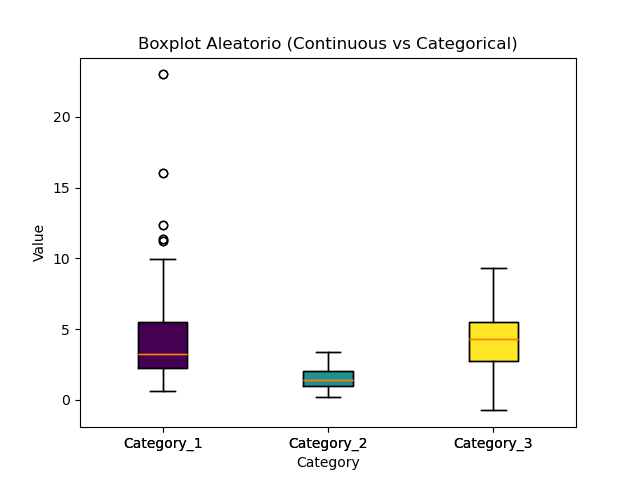 Boxplot Aleatorio (Continuous vs Categorical)
20
15
10
5
0
Value
Category_1 Category_2 Category_3
Category